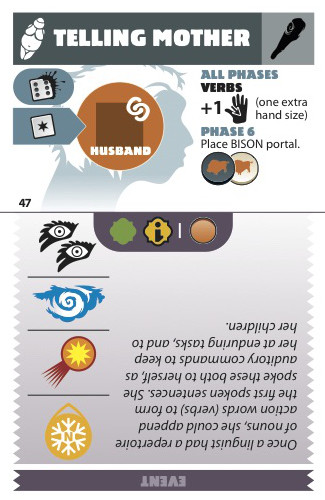 TELLING MOTHER
ALL PHASES
VERBS
+1 (one extra
hand size)
PHASE 6
Place BISON portal.
HUSBAND
47
EVENT
Once a linguist had a repertoire
of nouns, she could append
action words (verbs) to form
the first spoken sentences. She
spoke these both to herself, as
auditory commands to keep
her at enduring tasks, and to
her children.
i
NC